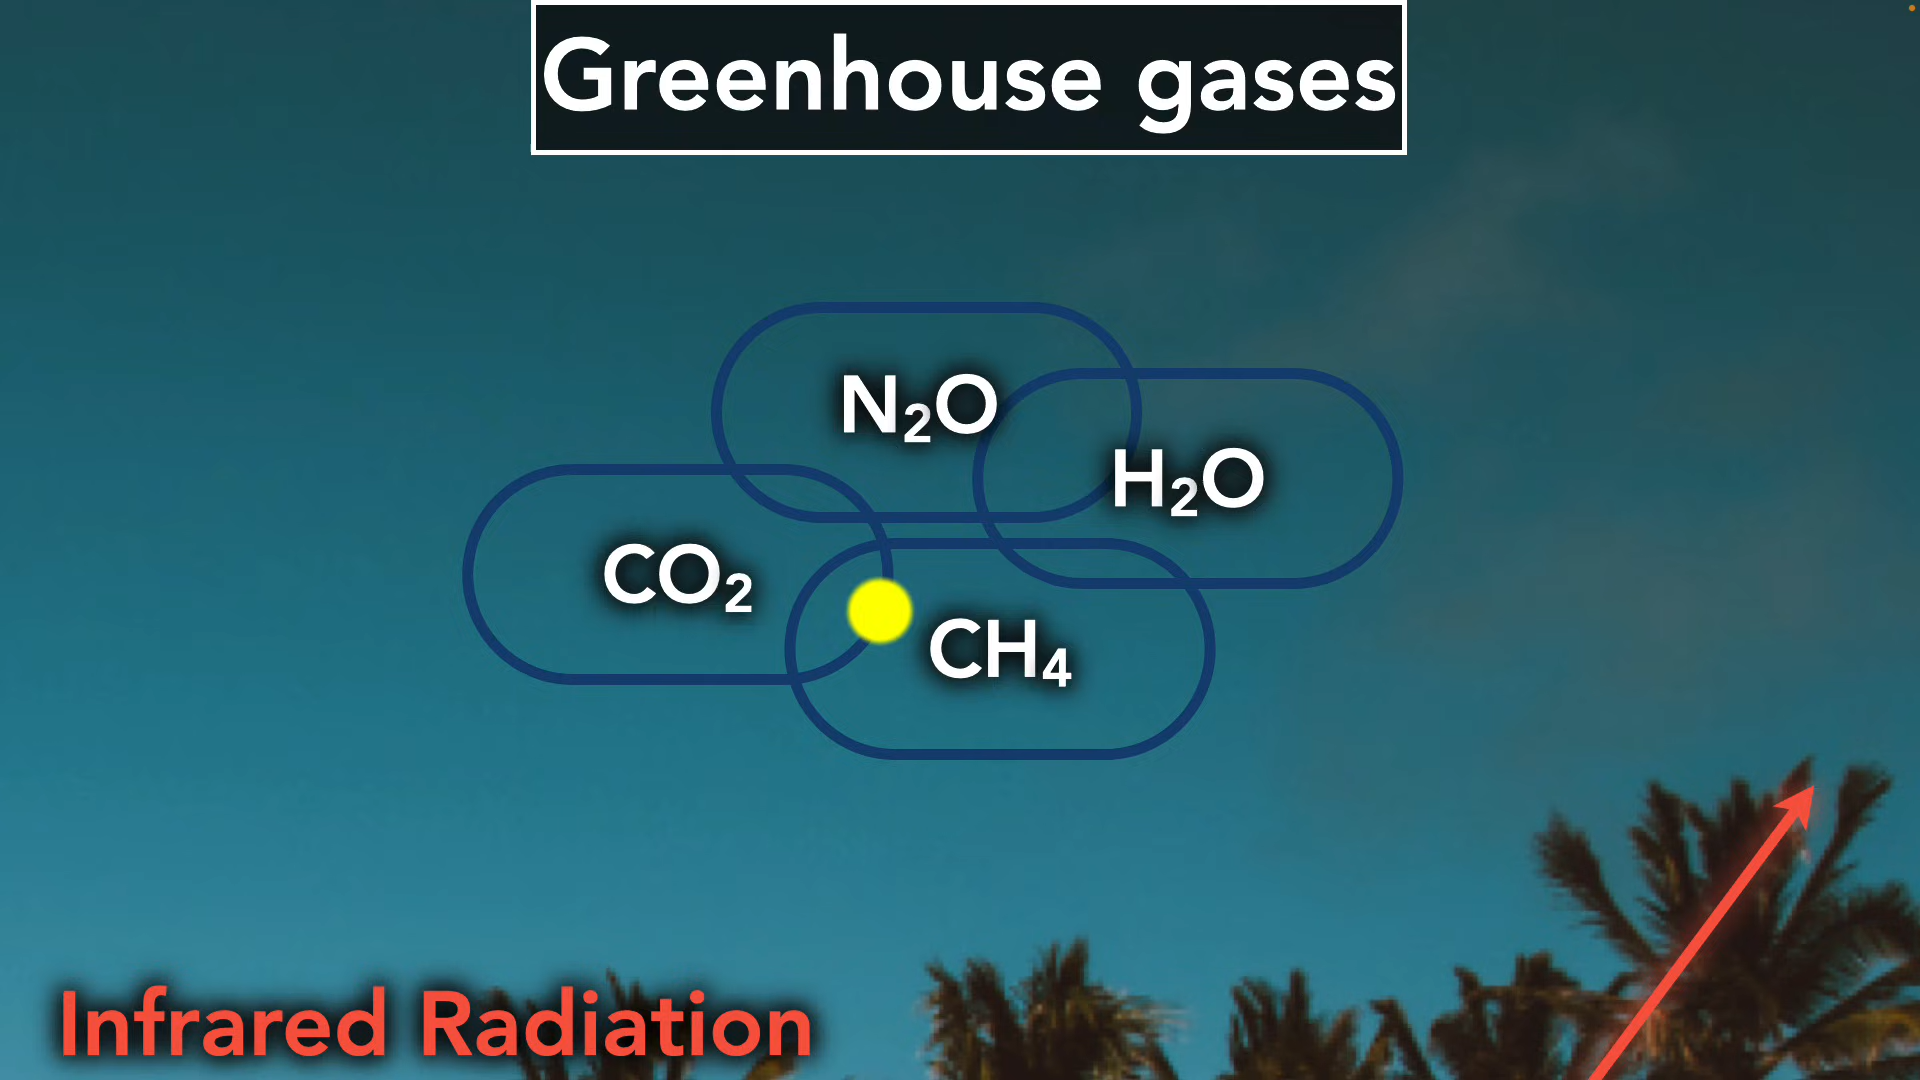 Greenhouse gases
N₂O
H₂O
CO₂
CH₄
Infrared Radiation